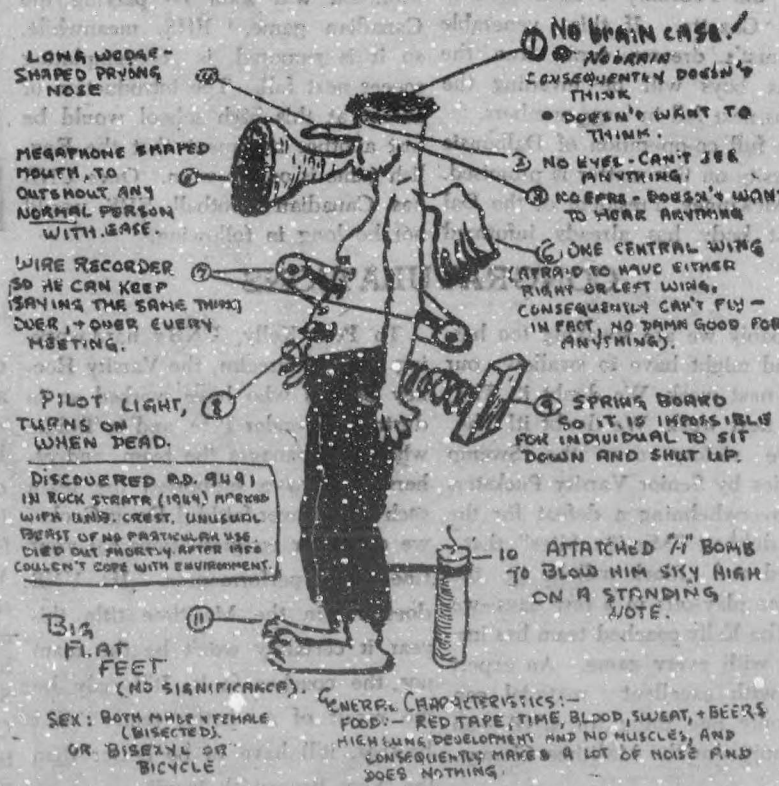 ① NO BRAIN CASE!
• NO BRAIN
CONSEQUENTLY DOESN'T
THINK
• DOESN'T WANT TO
THINK.
2 NO EYES - CAN'T SEE
ANYTHING
3 NO EARS - DOESN'T WANT
TO HEAR ANYTHING
④ LONG WEDGE-
SHAPED PRYING
NOSE
MEGAPHONE SHAPED
MOUTH, TO
OUTSHOUT ANY
NORMAL PERSON
WITH EASE.
6 ONE CENTRAL WING
(AFRAID TO HAVE EITHER
RIGHT OR LEFT WING,
CONSEQUENTLY CAN'T FLY -
IN FACT, NO DAMN GOOD FOR
ANYTHING).
⑦ WIRE RECORDER
(SO HE CAN KEEP
SAYING THE SAME THING)
OVER, + OVER EVERY
MEETING.
⑧ PILOT LIGHT,
TURNS ON
WHEN DEAD.
⑨ SPRING BOARD
SO IT IS IMPOSSIBLE
FOR INDIVIDUAL TO SIT
DOWN AND SHUT UP.
DISCOVERED A.D. 9491
IN ROCK STRATA (1949) MARKED
WITH U.N.B. CREST. UNUSUAL
BEAST OF NO PARTICULAR USE
DIED OUT SHORTLY AFTER 1950
COULDN'T COPE WITH ENVIRONMENT.
10 ATTATCHED BOMB
TO BLOW HIM SKY HIGH
ON A STANDING
VOTE.
⑪ BIG
FLAT
FEET
(NO SIGNIFICANCE).
SEX: BOTH MALE + FEMALE
(BISECTED).
OR BISEXYL OR
BICYCLE
GENERAL CHARACTERISTICS:-
FOOD:- RED TAPE, TIME, BLOOD, SWEAT, + BEERS
HIGH LUNG DEVELOPMENT AND NO MUSCLES, AND
CONSEQUENTLY MAKES A LOT OF NOISE AND
DOES NOTHING.